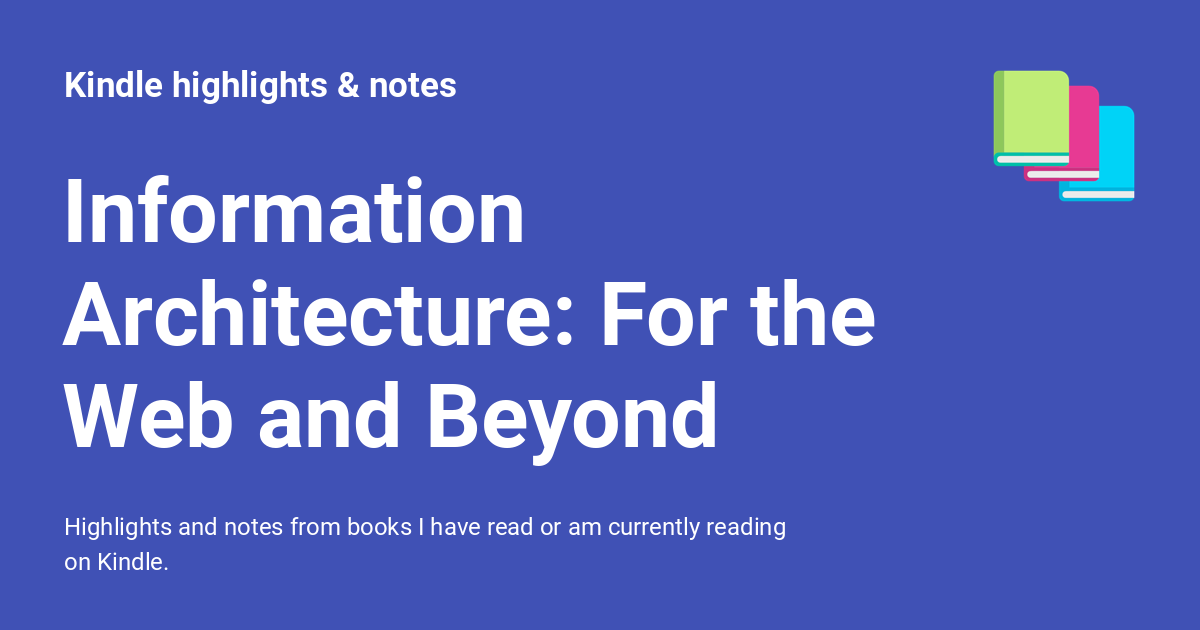 Kindle highlights & notes
Information
Architecture: For the
Web and Beyond
Highlights and notes from books I have read or am currently reading
on Kindle.